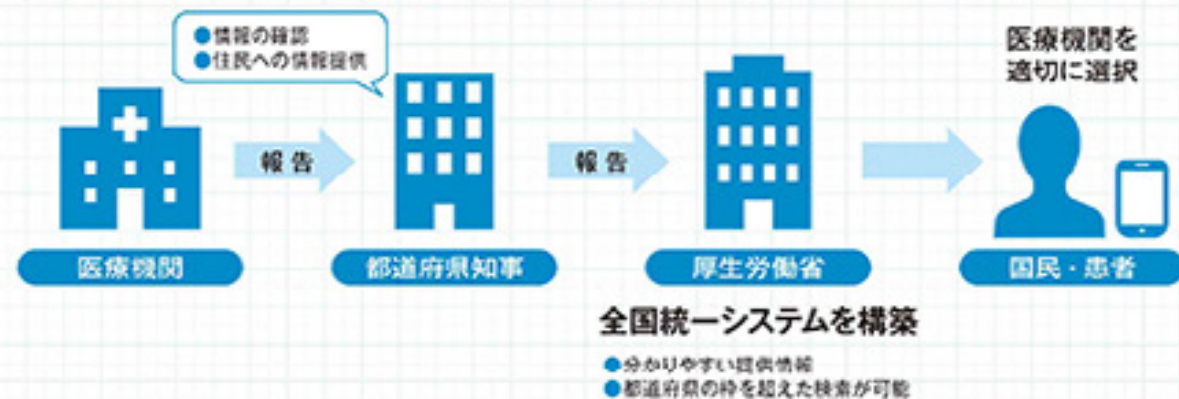 ●情報の確認
●住民への情報提供
医療機関を
適切に選択
報告
報告
医療機関
都道府県知事
厚生労働省
国民・患者
全国統一システムを構築
●分かりやすい提供情報
●都道府県の枠を超えた検索が可能